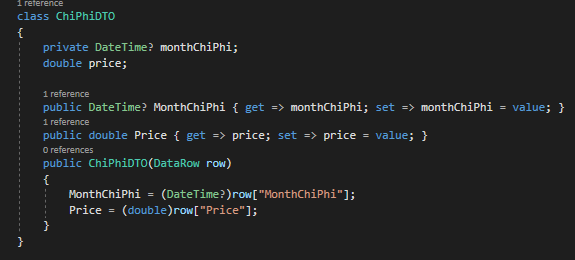 1 reference
class ChiPhiDTO
{
private DateTime? monthChiPhi;
double price;
1 reference
public DateTime? MonthChiPhi { get => monthChiPhi; set => monthChiPhi = value; }
1 reference
public double Price { get => price; set => price = value; }
0 references
public ChiPhiDTO(DataRow row)
{
MonthChiPhi = (DateTime?)row["MonthChiPhi"];
Price = (double)row["Price"];
}
}